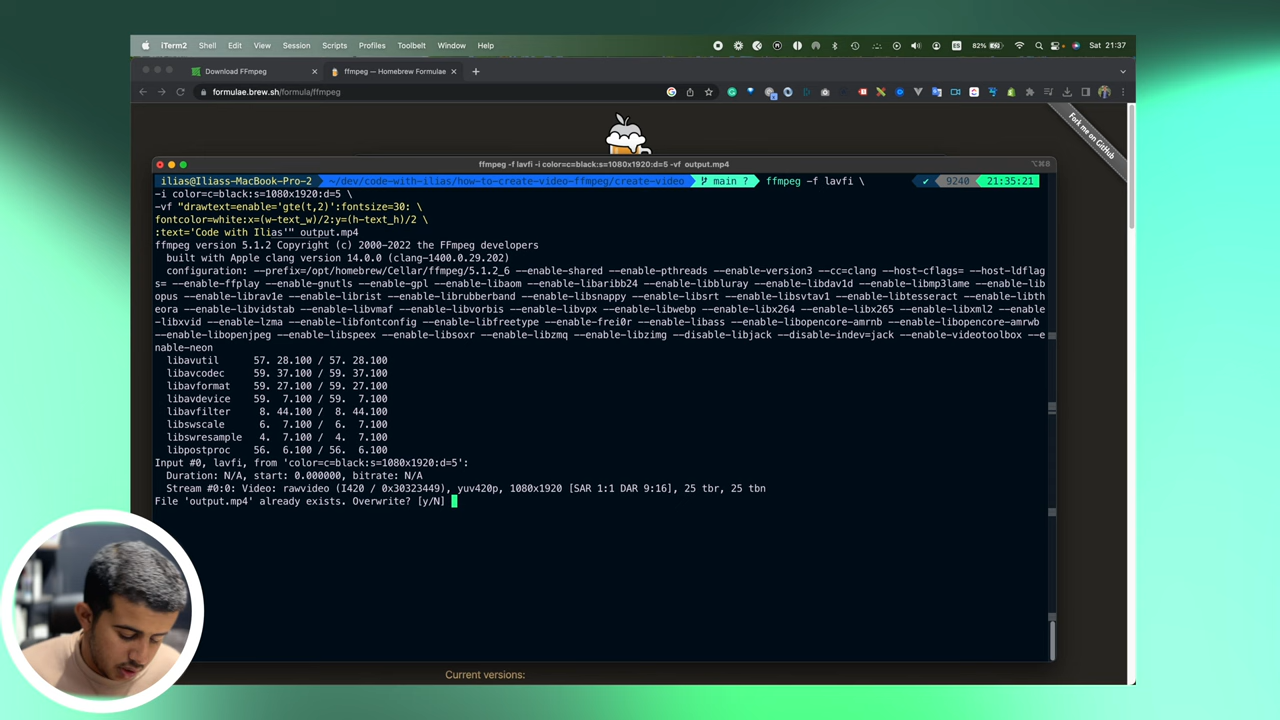 iTerm2 Shell Edit View Session Scripts Profiles Toolbelt Window Help 82% Sat 21:37
Download FFmpeg ffmpeg — Homebrew Formulae
formulae.brew.sh/formula/ffmpeg
Fork me on GitHub
ffmpeg -f lavfi -i color=c=black:s=1080x1920:d=5 -vf output.mp4 ⌥⌘8
ilias@Iliass-MacBook-Pro-2 ~/dev/code-with-ilias/how-to-create-video-ffmpeg/create-video main ? ffmpeg -f lavfi \ ✔ 9240 21:35:21
-i color=c=black:s=1080x1920:d=5 \
-vf "drawtext=enable='gte(t,2)':fontsize=30: \
fontcolor=white:x=(w-text_w)/2:y=(h-text_h)/2 \
:text='Code with Ilias'" output.mp4
ffmpeg version 5.1.2 Copyright (c) 2000-2022 the FFmpeg developers
built with Apple clang version 14.0.0 (clang-1400.0.29.202)
configuration: --prefix=/opt/homebrew/Cellar/ffmpeg/5.1.2_6 --enable-shared --enable-pthreads --enable-version3 --cc=clang --host-cflags= --host-ldflag
s= --enable-ffplay --enable-gnutls --enable-gpl --enable-libaom --enable-libaribb24 --enable-libbluray --enable-libdav1d --enable-libmp3lame --enable-lib
opus --enable-librav1e --enable-librist --enable-librubberband --enable-libsnappy --enable-libsrt --enable-libsvtav1 --enable-libtesseract --enable-libth
eora --enable-libvidstab --enable-libvmaf --enable-libvorbis --enable-libvpx --enable-libwebp --enable-libx264 --enable-libx265 --enable-libxml2 --enable
-libxvid --enable-lzma --enable-libfontconfig --enable-libfreetype --enable-frei0r --enable-libass --enable-libopencore-amrnb --enable-libopencore-amrwb
--enable-libopenjpeg --enable-libspeex --enable-libsoxr --enable-libzmq --enable-libzimg --disable-libjack --disable-indev=jack --enable-videotoolbox --e
nable-neon
libavutil 57. 28.100 / 57. 28.100
libavcodec 59. 37.100 / 59. 37.100
libavformat 59. 27.100 / 59. 27.100
libavdevice 59. 7.100 / 59. 7.100
libavfilter 8. 44.100 / 8. 44.100
libswscale 6. 7.100 / 6. 7.100
libswresample 4. 7.100 / 4. 7.100
libpostproc 56. 6.100 / 56. 6.100
Input #0, lavfi, from 'color=c=black:s=1080x1920:d=5':
Duration: N/A, start: 0.000000, bitrate: N/A
Stream #0:0: Video: rawvideo (I420 / 0x30323449), yuv420p, 1080x1920 [SAR 1:1 DAR 9:16], 25 tbr, 25 tbn
File 'output.mp4' already exists. Overwrite? [y/N]
Current versions: